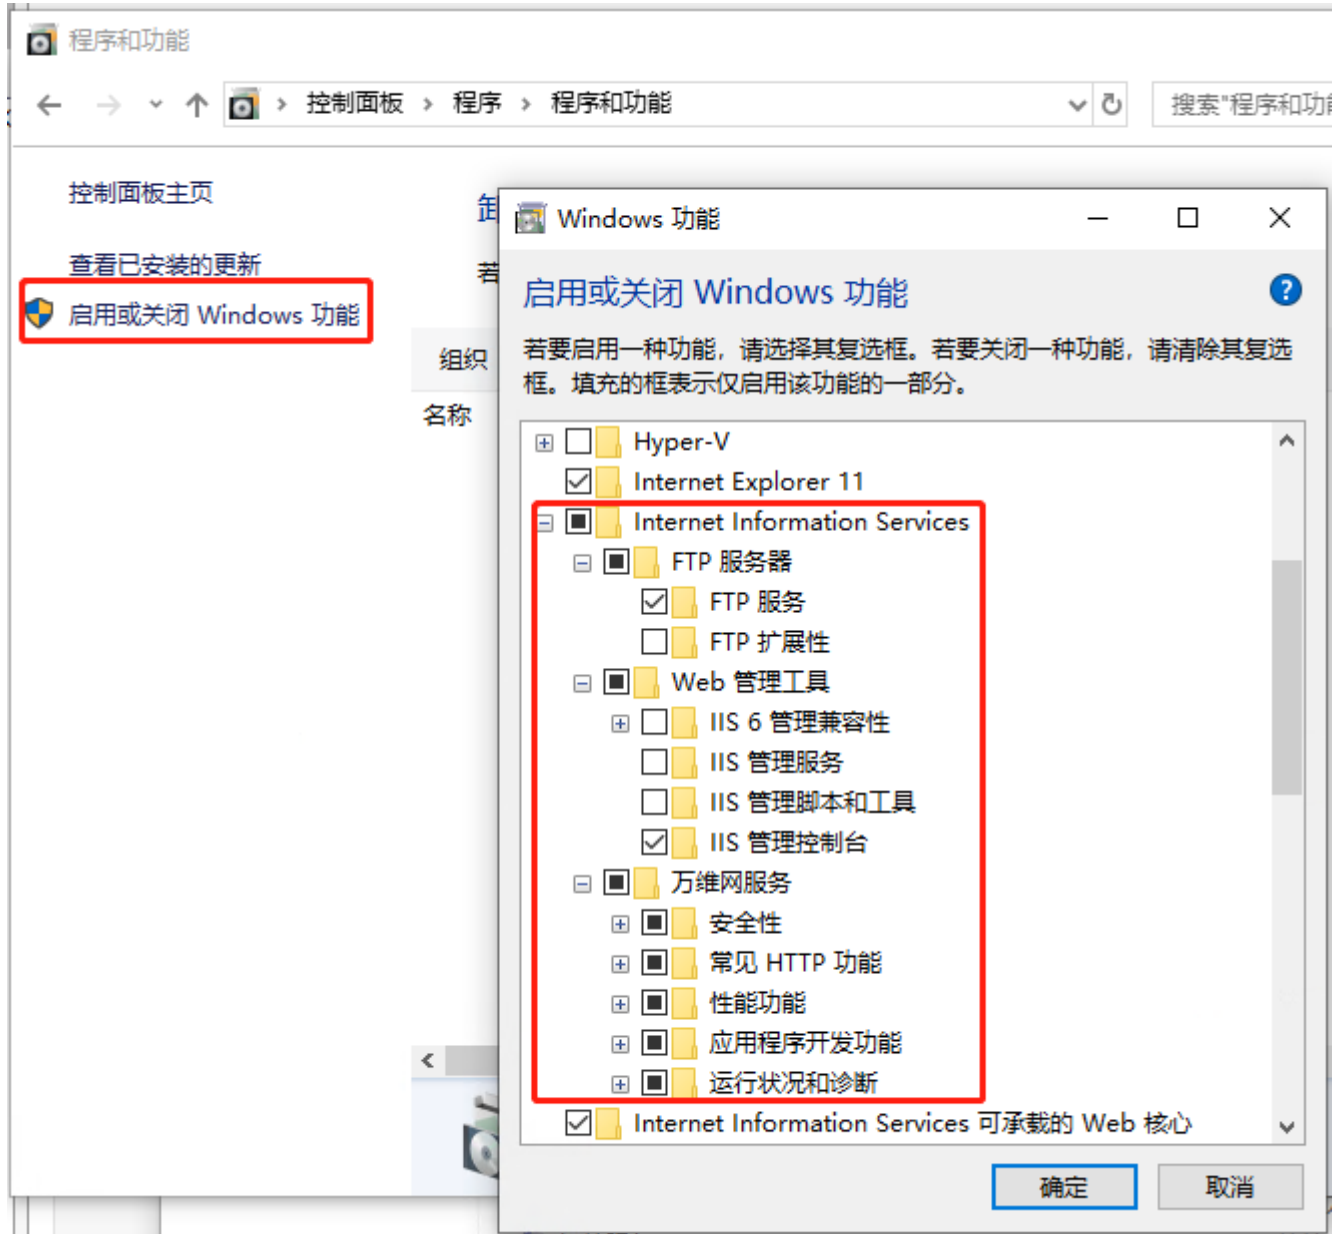 程序和功能
控制面板 › 程序 › 程序和功能
搜索"程序和功
控制面板主页
查看已安装的更新
启用或关闭 Windows 功能
组织
名称
Windows 功能
启用或关闭 Windows 功能
若要启用一种功能，请选择其复选框。若要关闭一种功能，请清除其复选
框。填充的框表示仅启用该功能的一部分。
Hyper-V
Internet Explorer 11
Internet Information Services
FTP 服务器
FTP 服务
FTP 扩展性
Web 管理工具
IIS 6 管理兼容性
IIS 管理服务
IIS 管理脚本和工具
IIS 管理控制台
万维网服务
安全性
常见 HTTP 功能
性能功能
应用程序开发功能
运行状况和诊断
Internet Information Services 可承载的 Web 核心
确定
取消